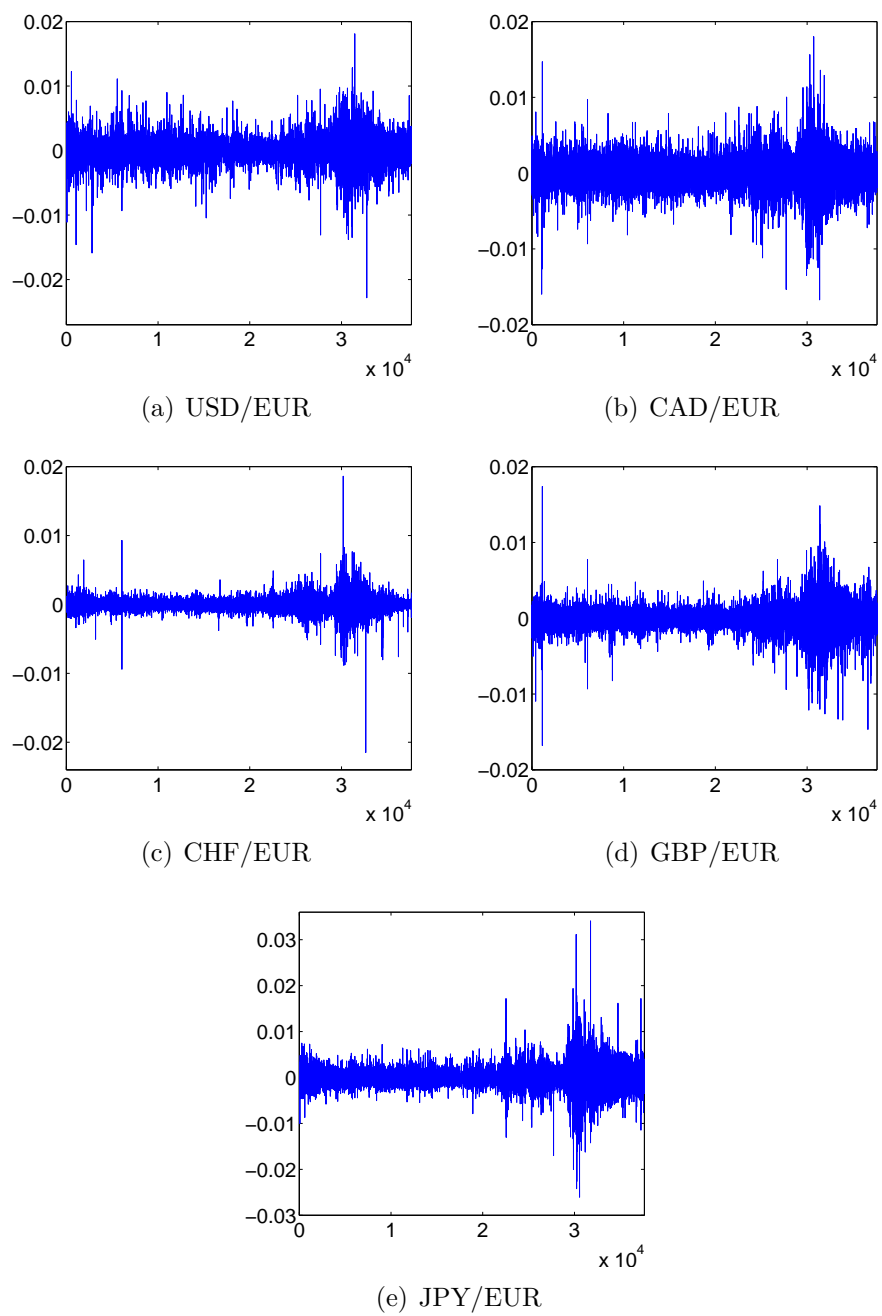 0.02 0.02
0.01
0.01
0
0
−0.01
−0.01
−0.02
−0.02
0 1 2 3 0 1 2 3
x 10^4 x 10^4
(a) USD/EUR (b) CAD/EUR
0.02 0.02
0.01 0.01
0 0
−0.01 −0.01
−0.02 −0.02
0 1 2 3 0 1 2 3
x 10^4 x 10^4
(c) CHF/EUR (d) GBP/EUR
0.03
0.02
0.01
0
−0.01
−0.02
−0.03
0 1 2 3
x 10^4
(e) JPY/EUR